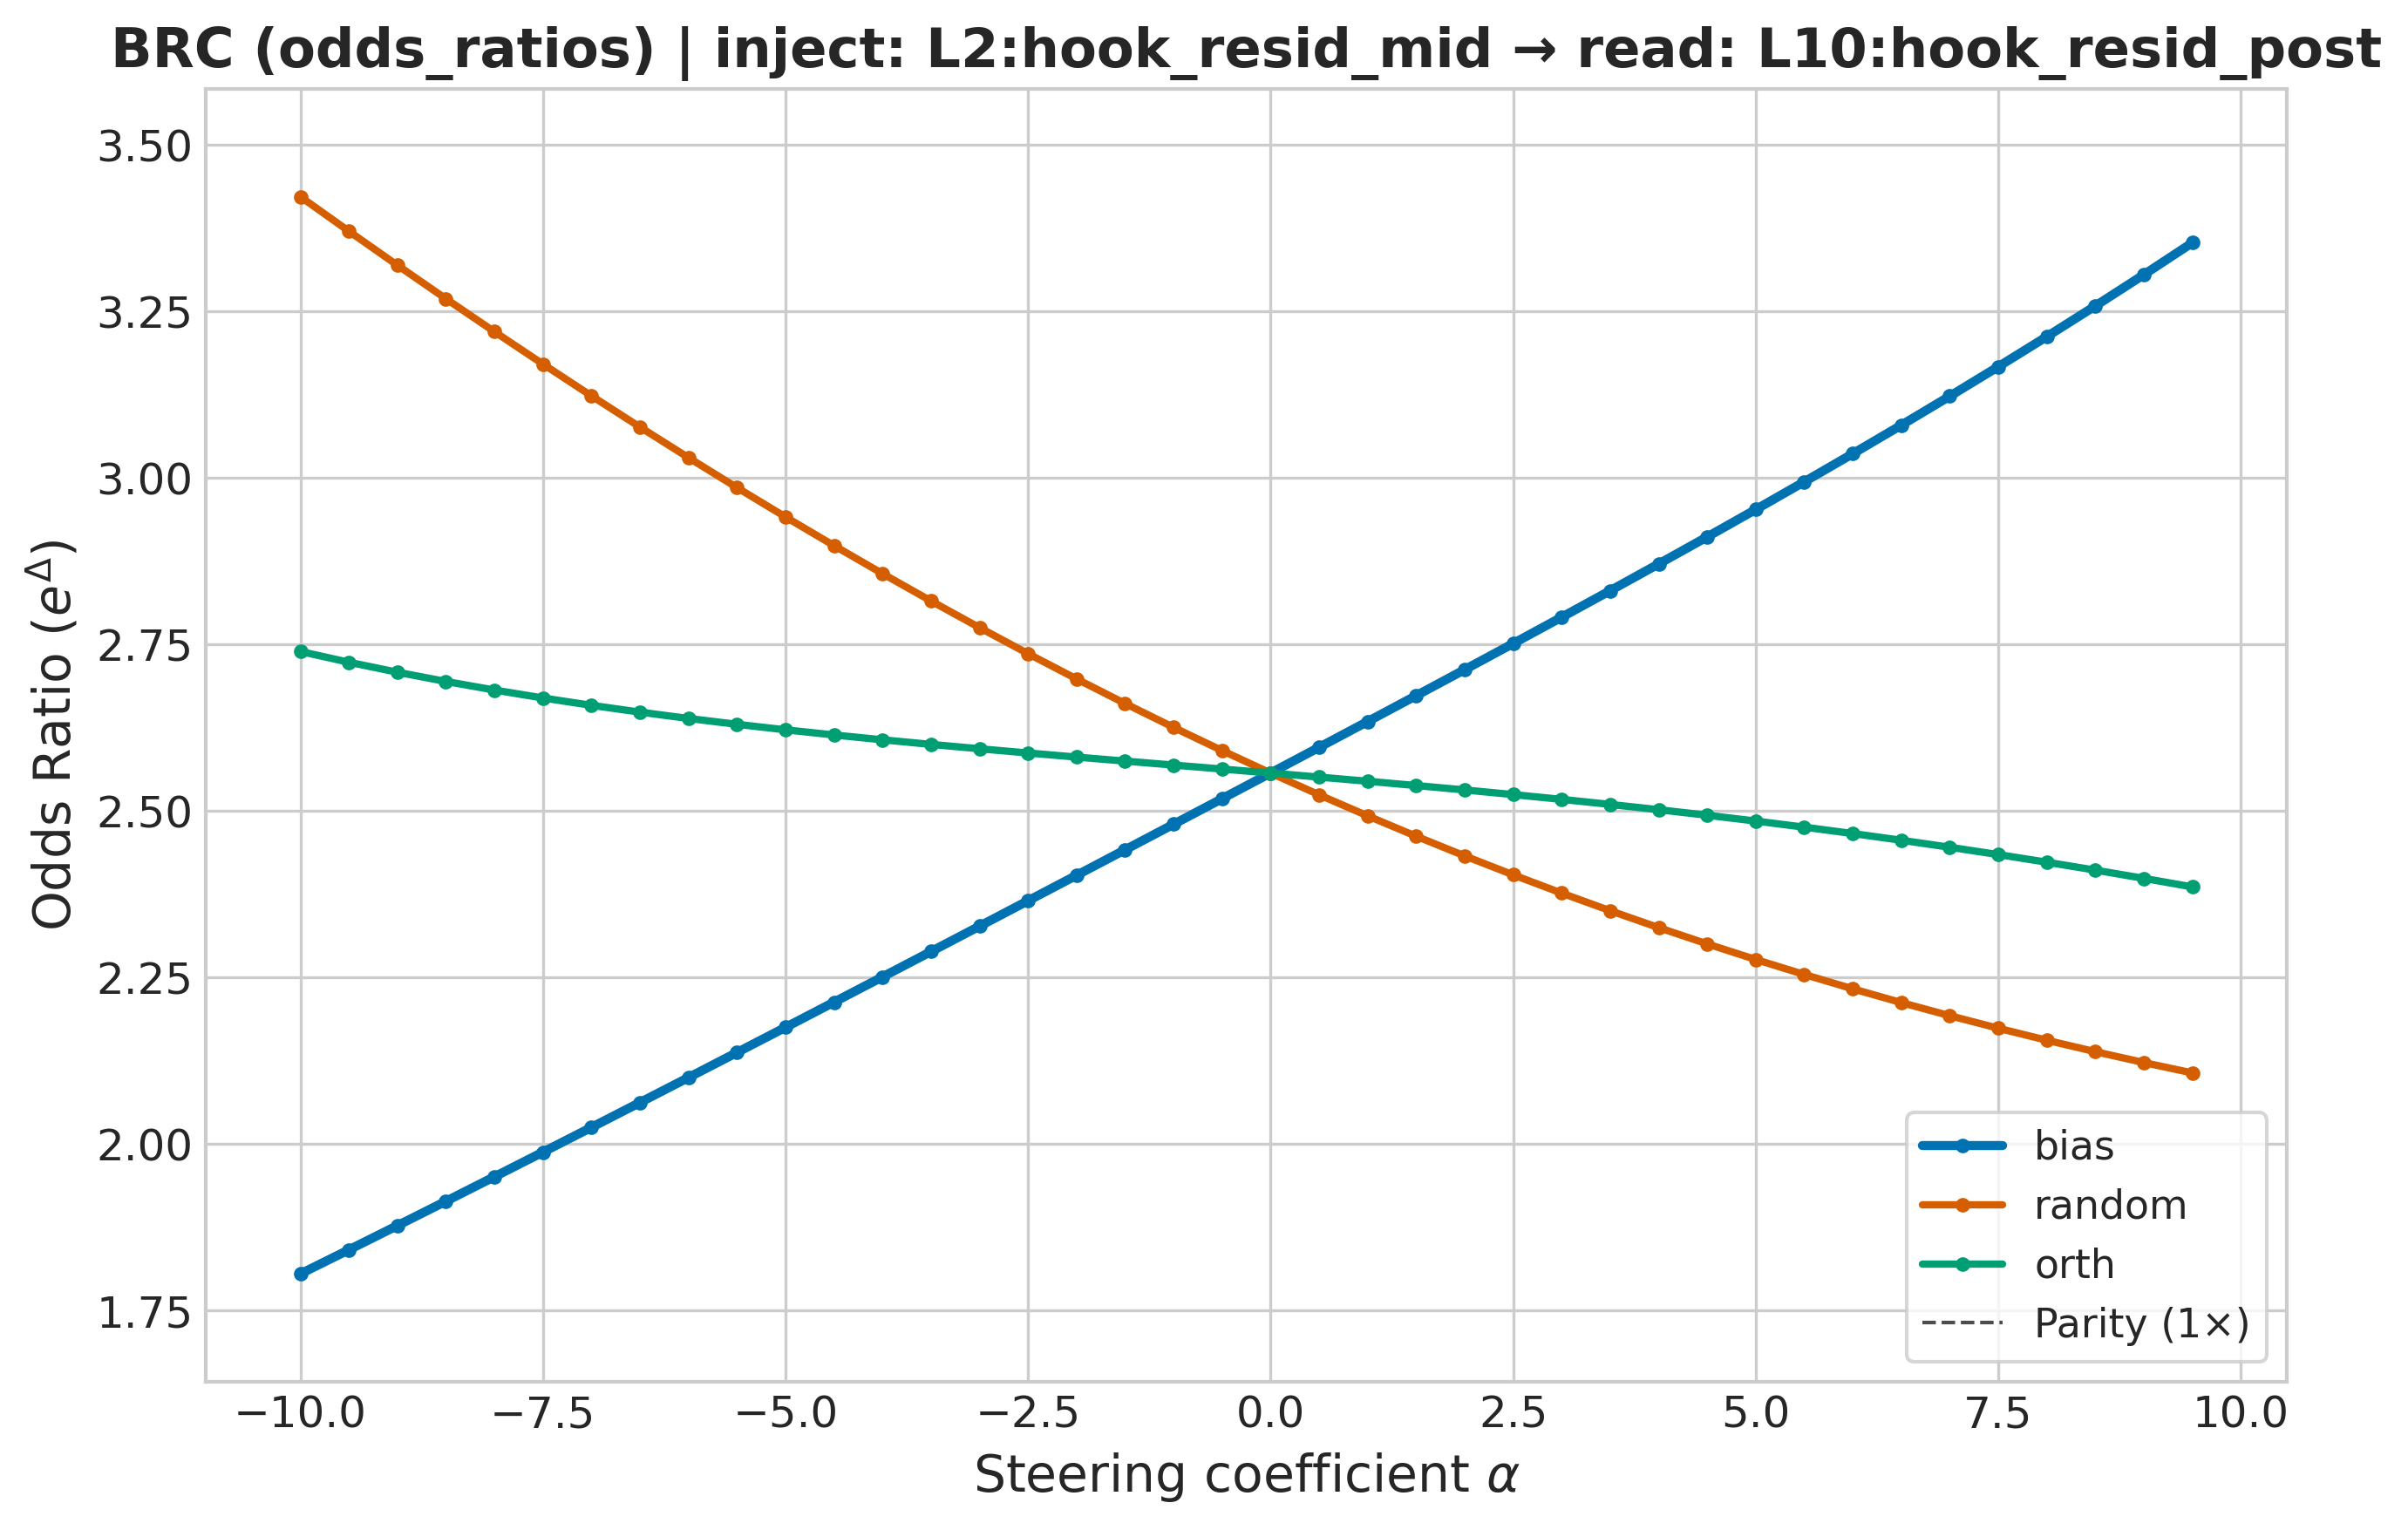 BRC (odds_ratios) | inject: L2:hook_resid_mid → read: L10:hook_resid_post
Odds Ratio (e^Δ)
3.50
3.25
3.00
2.75
2.50
2.25
2.00
1.75
bias
random
orth
Parity (1×)
−10.0 −7.5 −5.0 −2.5 0.0 2.5 5.0 7.5 10.0
Steering coefficient α